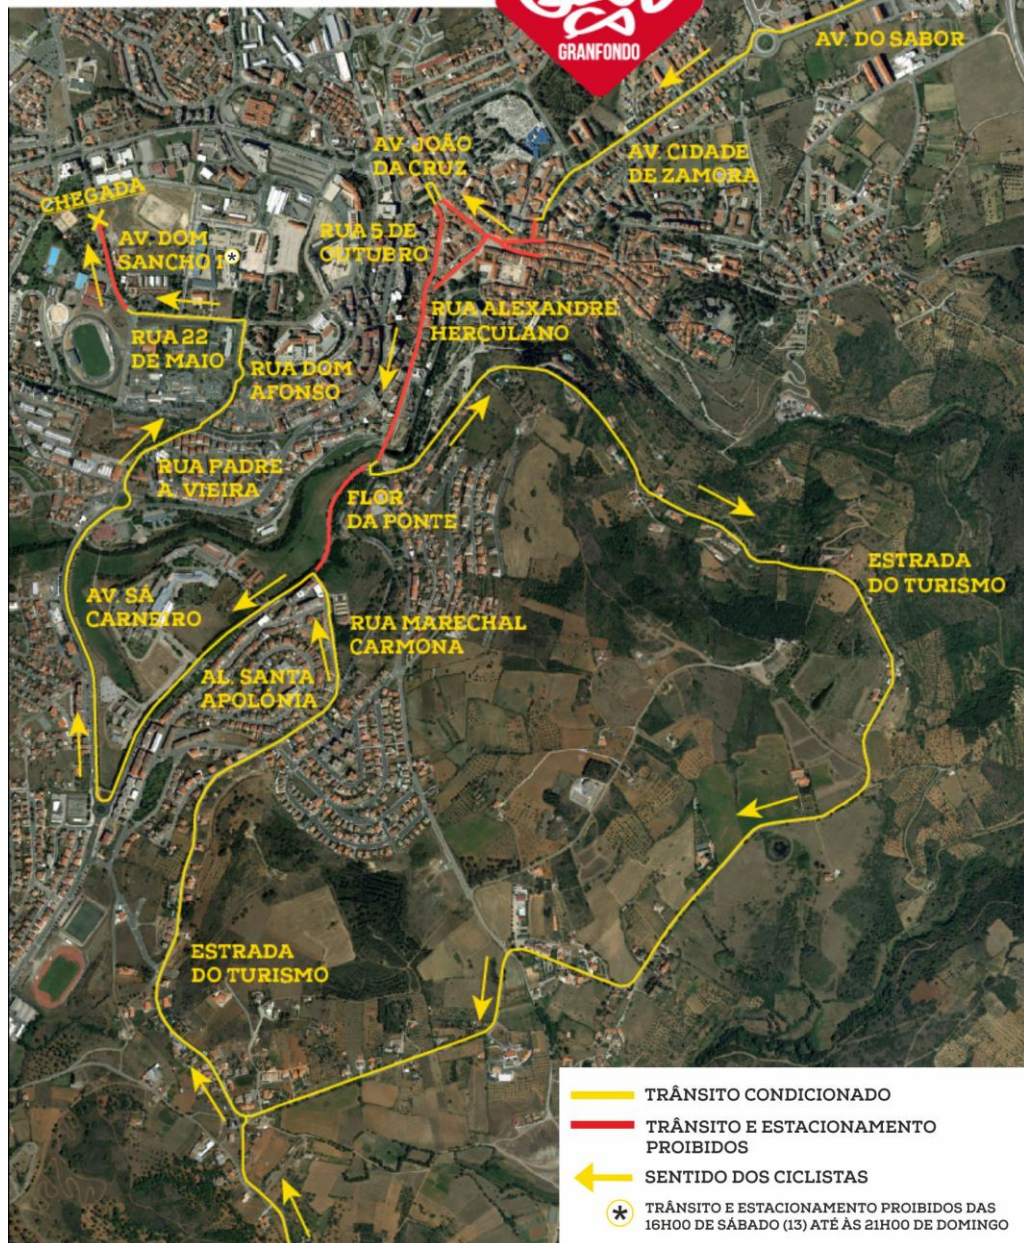 ÇA
GRANFONDO
AV. DO SABOR
AV. JOÃO
DA CRUZ
AV. CIDADE
DE ZAMORA
CHEGADA
AV. DOM
SANCHO I*
RUA 5 DE
OUTUBRO
RUA ALEXANDRE
HERCULANO
RUA 22
DE MAIO
RUA DOM
AFONSO
RUA PADRE
A. VIEIRA
FLOR
DA PONTE
ESTRADA
DO TURISMO
AV. SÁ
CARNEIRO
RUA MARECHAL
CARMONA
AL. SANTA
APOLÓNIA
ESTRADA
DO TURISMO
TRÂNSITO CONDICIONADO
TRÂNSITO E ESTACIONAMENTO
PROIBIDOS
SENTIDO DOS CICLISTAS
* TRÂNSITO E ESTACIONAMENTO PROIBIDOS DAS
16H00 DE SÁBADO (13) ATÉ ÀS 21H00 DE DOMINGO